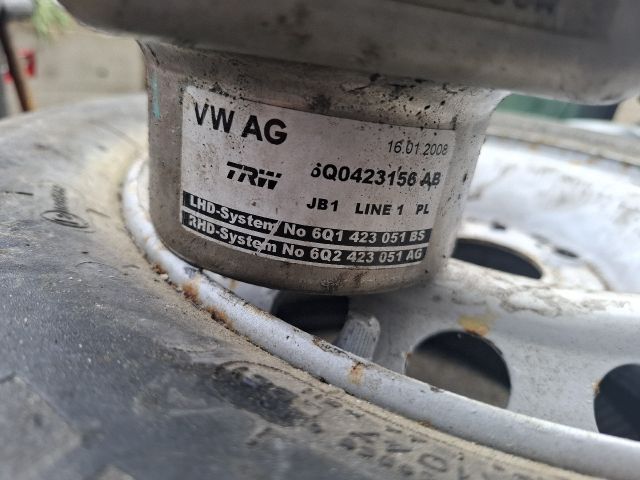 VW AG
16.01.2008
TRW
6Q0423156 AB
JB1 LINE 1 PL
LHD-System No 6Q1 423 051 BS
RHD-System No 6Q2 423 051 AG